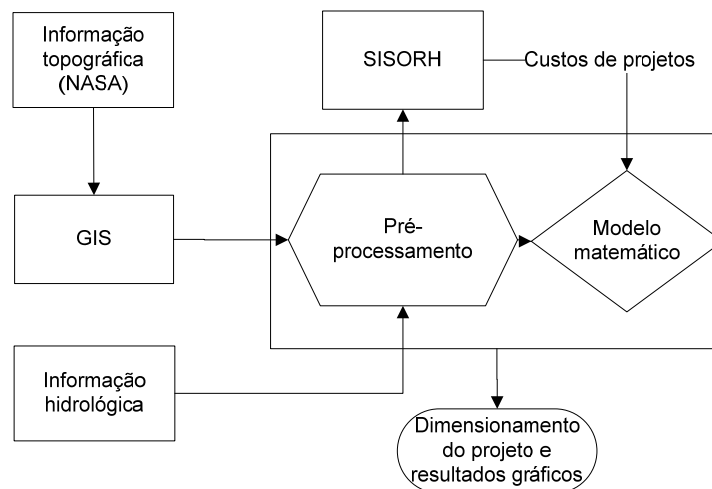 Informação
topográfica
(NASA)
SISORH
Custos de projetos
GIS
Pré-
processamento
Modelo
matemático
Informação
hidrológica
Dimensionamento
do projeto e
resultados gráficos